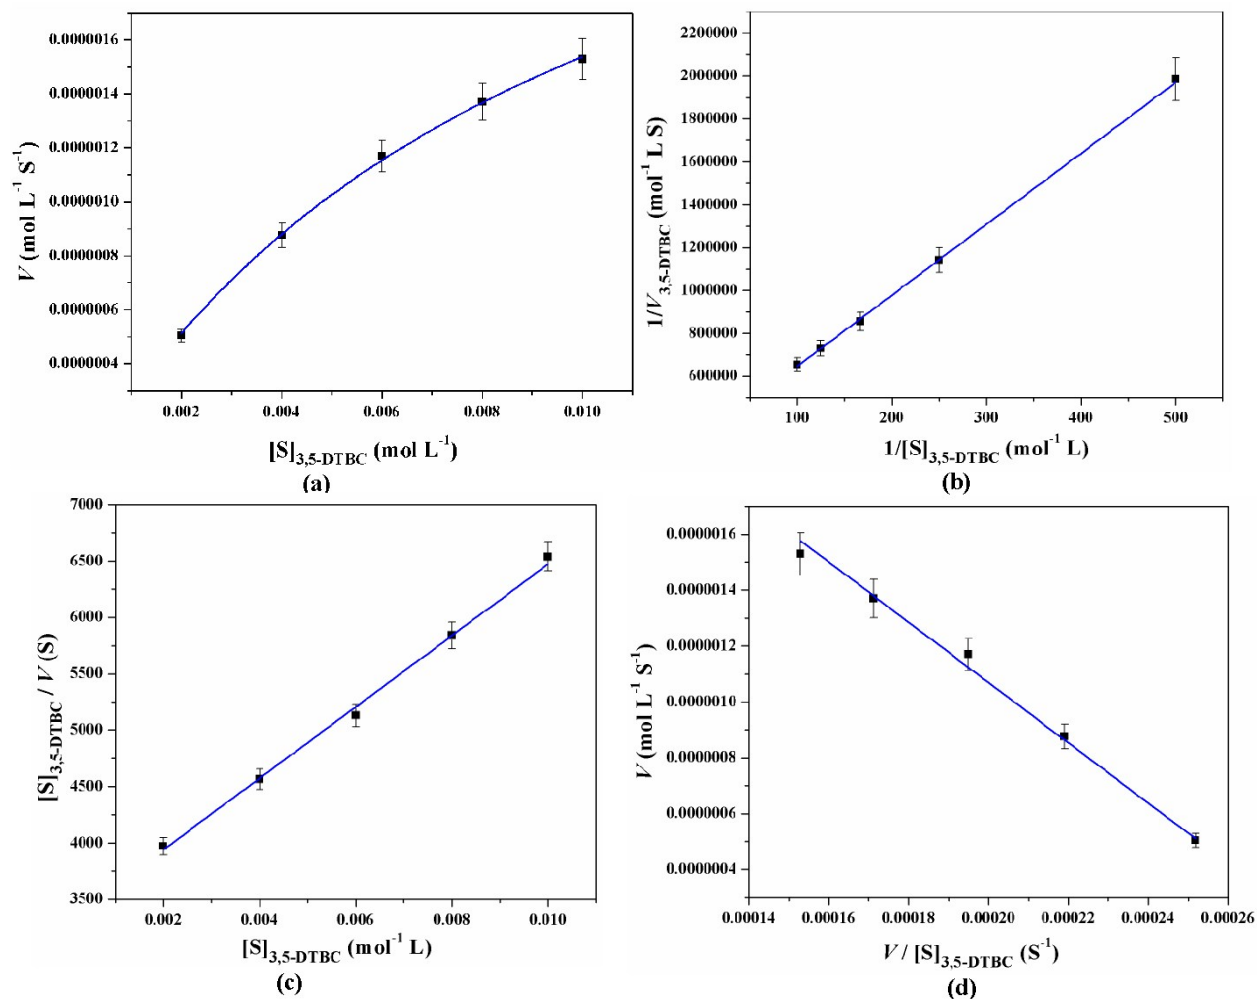 0.0000016
0.0000014
0.0000012
0.0000010
0.0000008
0.0000006
0.0000004
V (mol L⁻¹ S⁻¹)
0.002 0.004 0.006 0.008 0.010
[S]₃,₅-DTBC (mol L⁻¹)
(a)
2200000
2000000
1800000
1600000
1400000
1200000
1000000
800000
600000
1/V₃,₅-DTBC (mol⁻¹ L S)
100 200 300 400 500
1/[S]₃,₅-DTBC (mol⁻¹ L)
(b)
7000
6500
6000
5500
5000
4500
4000
3500
[S]₃,₅-DTBC / V (S)
0.002 0.004 0.006 0.008 0.010
[S]₃,₅-DTBC (mol⁻¹ L)
(c)
0.0000016
0.0000014
0.0000012
0.0000010
0.0000008
0.0000006
0.0000004
V (mol L⁻¹ S⁻¹)
0.00014 0.00016 0.00018 0.00020 0.00022 0.00024 0.00026
V / [S]₃,₅-DTBC (S⁻¹)
(d)